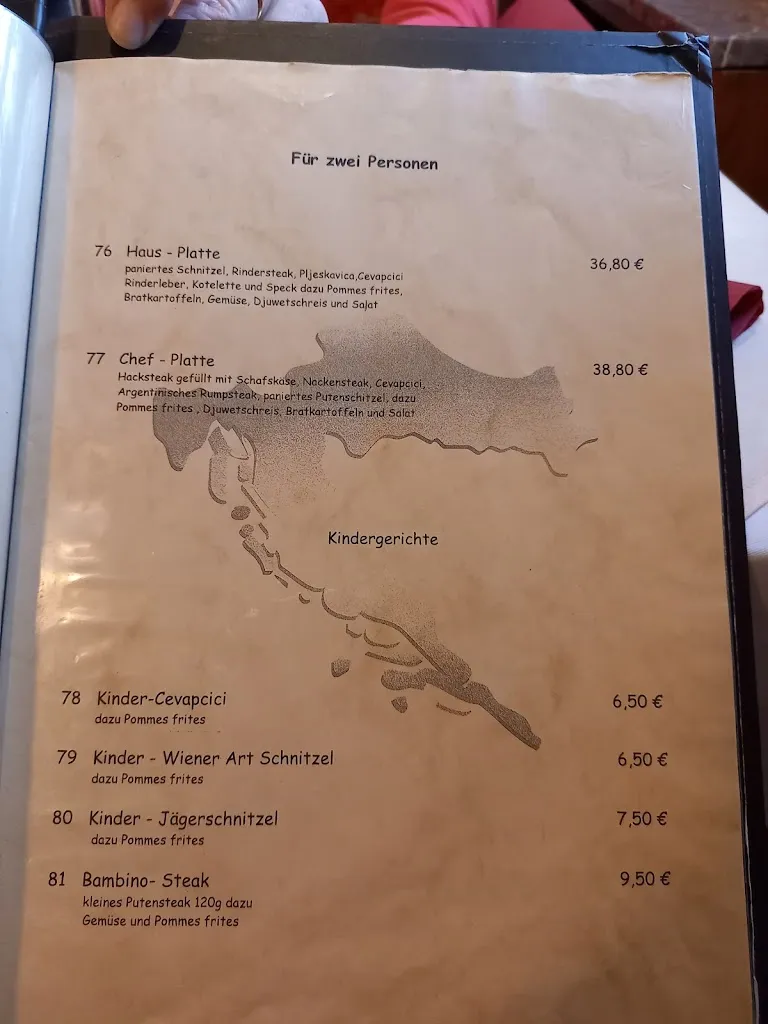 Für zwei Personen
76 Haus - Platte 36,80 €
paniertes Schnitzel, Rindersteak, Pljeskavica,Cevapcici
Rinderleber, Kotelette und Speck dazu Pommes frites,
Bratkartoffeln, Gemüse, Djuwetschreis und Salat
77 Chef - Platte 38,80 €
Hacksteak gefüllt mit Schafskäse, Nackensteak, Cevapcici,
Argentinisches Rumpsteak, paniertes Putenschitzel, dazu
Pommes frites , Djuwetschreis, Bratkartoffeln und Salat
Kindergerichte
78 Kinder-Cevapcici 6,50 €
dazu Pommes frites
79 Kinder - Wiener Art Schnitzel 6,50 €
dazu Pommes frites
80 Kinder - Jägerschnitzel 7,50 €
dazu Pommes frites
81 Bambino- Steak 9,50 €
kleines Putensteak 120g dazu
Gemüse und Pommes frites